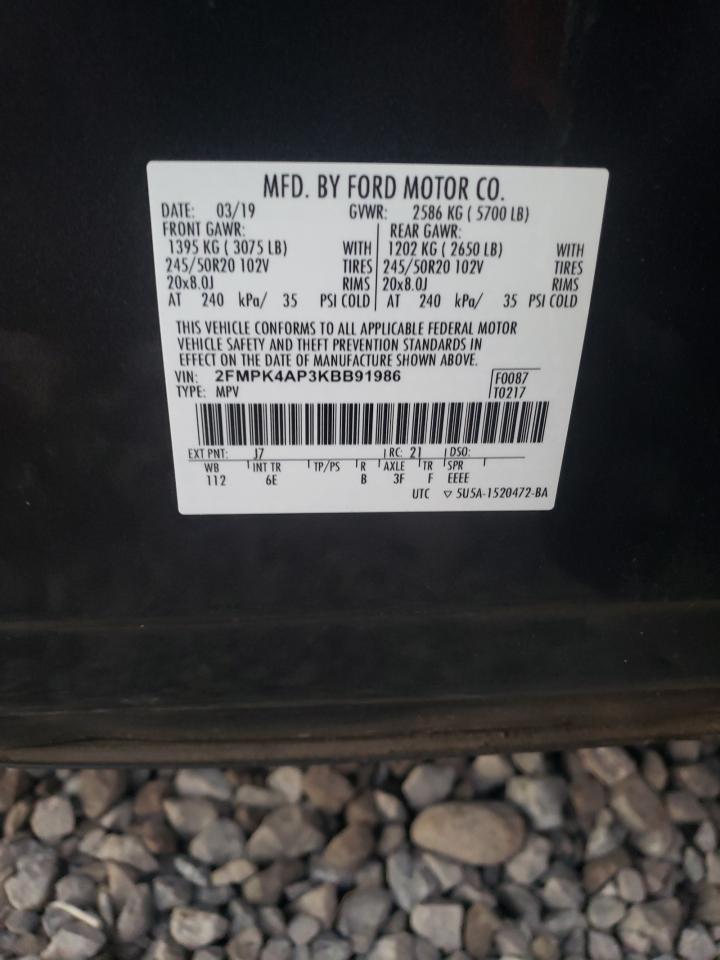 MFD. BY FORD MOTOR CO.
DATE: 03/19 GVWR: 2586 KG ( 5700 LB)
FRONT GAWR: REAR GAWR:
1395 KG ( 3075 LB) WITH 1202 KG ( 2650 LB) WITH
245/50R20 102V TIRES 245/50R20 102V TIRES
20x8.0J RIMS 20x8.0J RIMS
AT 240 kPa/ 35 PSI COLD AT 240 kPa/ 35 PSI COLD
THIS VEHICLE CONFORMS TO ALL APPLICABLE FEDERAL MOTOR
VEHICLE SAFETY AND THEFT PREVENTION STANDARDS IN
EFFECT ON THE DATE OF MANUFACTURE SHOWN ABOVE.
VIN: 2FMPK4AP3KBB91986 F0087
TYPE: MPV T0217
EXT PNT: J7 RC: 21 DSO:
WB INT TR TP/PS R AXLE TR SPR
112 6E B 3F F EEEE
UTC ▽ 5U5A-1520472-BA